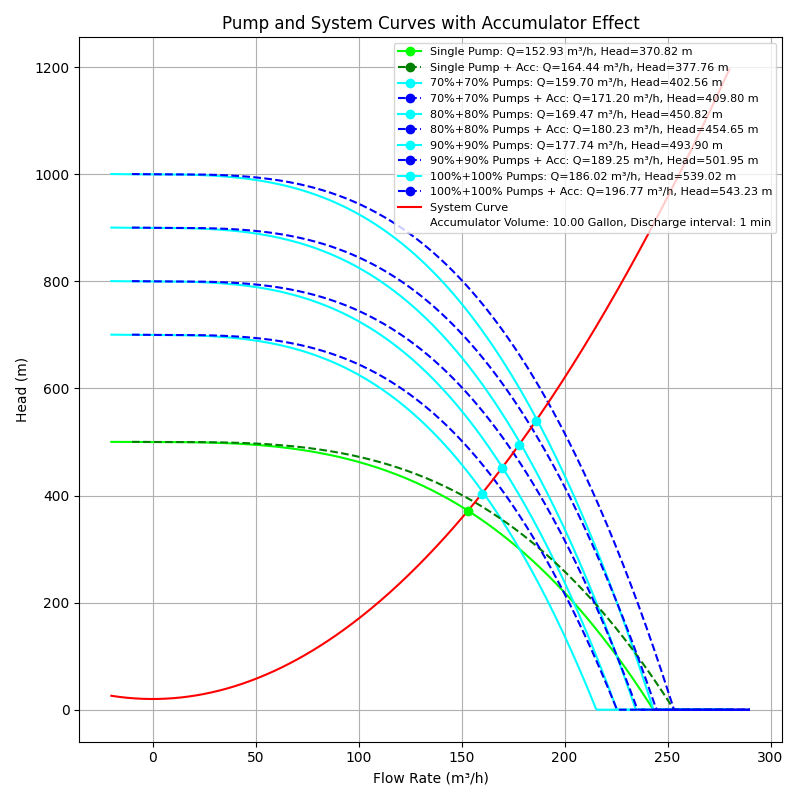 Pump and System Curves with Accumulator Effect
Single Pump: Q=152.93 m³/h, Head=370.82 m
Single Pump + Acc: Q=164.44 m³/h, Head=377.76 m
70%+70% Pumps: Q=159.70 m³/h, Head=402.56 m
70%+70% Pumps + Acc: Q=171.20 m³/h, Head=409.80 m
80%+80% Pumps: Q=169.47 m³/h, Head=450.82 m
80%+80% Pumps + Acc: Q=180.23 m³/h, Head=454.65 m
90%+90% Pumps: Q=177.74 m³/h, Head=493.90 m
90%+90% Pumps + Acc: Q=189.25 m³/h, Head=501.95 m
100%+100% Pumps: Q=186.02 m³/h, Head=539.02 m
100%+100% Pumps + Acc: Q=196.77 m³/h, Head=543.23 m
System Curve
Accumulator Volume: 10.00 Gallon, Discharge interval: 1 min
1200
1000
800
600
400
200
0
Head (m)
0 50 100 150 200 250 300
Flow Rate (m³/h)